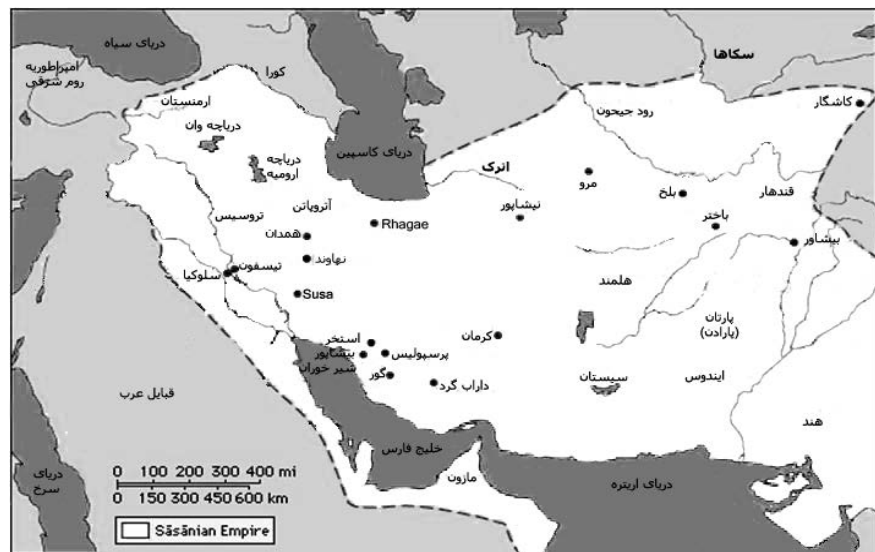 دریای سیاه
امپراطوریه
روم شرقی
کورا
ارمنستان
دریاچه وان
دریاچه
ارومیه
دریای کاسپین
سکاها
رود جیحون
کاشگار
اترک
مرو
بلخ
قندهار
نیشاپور
باختر
پیشاور
آتروپاتن
تروسیس
Rhagae
همدان
نهاوند
تیسفون
سلوکیا
Susa
هلمند
پارتان
(پارادن)
استخر
کرمان
بیشاپور
پرسپولیس
شیر خوران
گور
داراب گرد
سیستان
ایندوس
قبایل عرب
هند
خلیج فارس
مازون
دریای اریتره
دریای
سرخ
0 100 200 300 400 mi
0 150 300 450 600 km
Sāsānian Empire